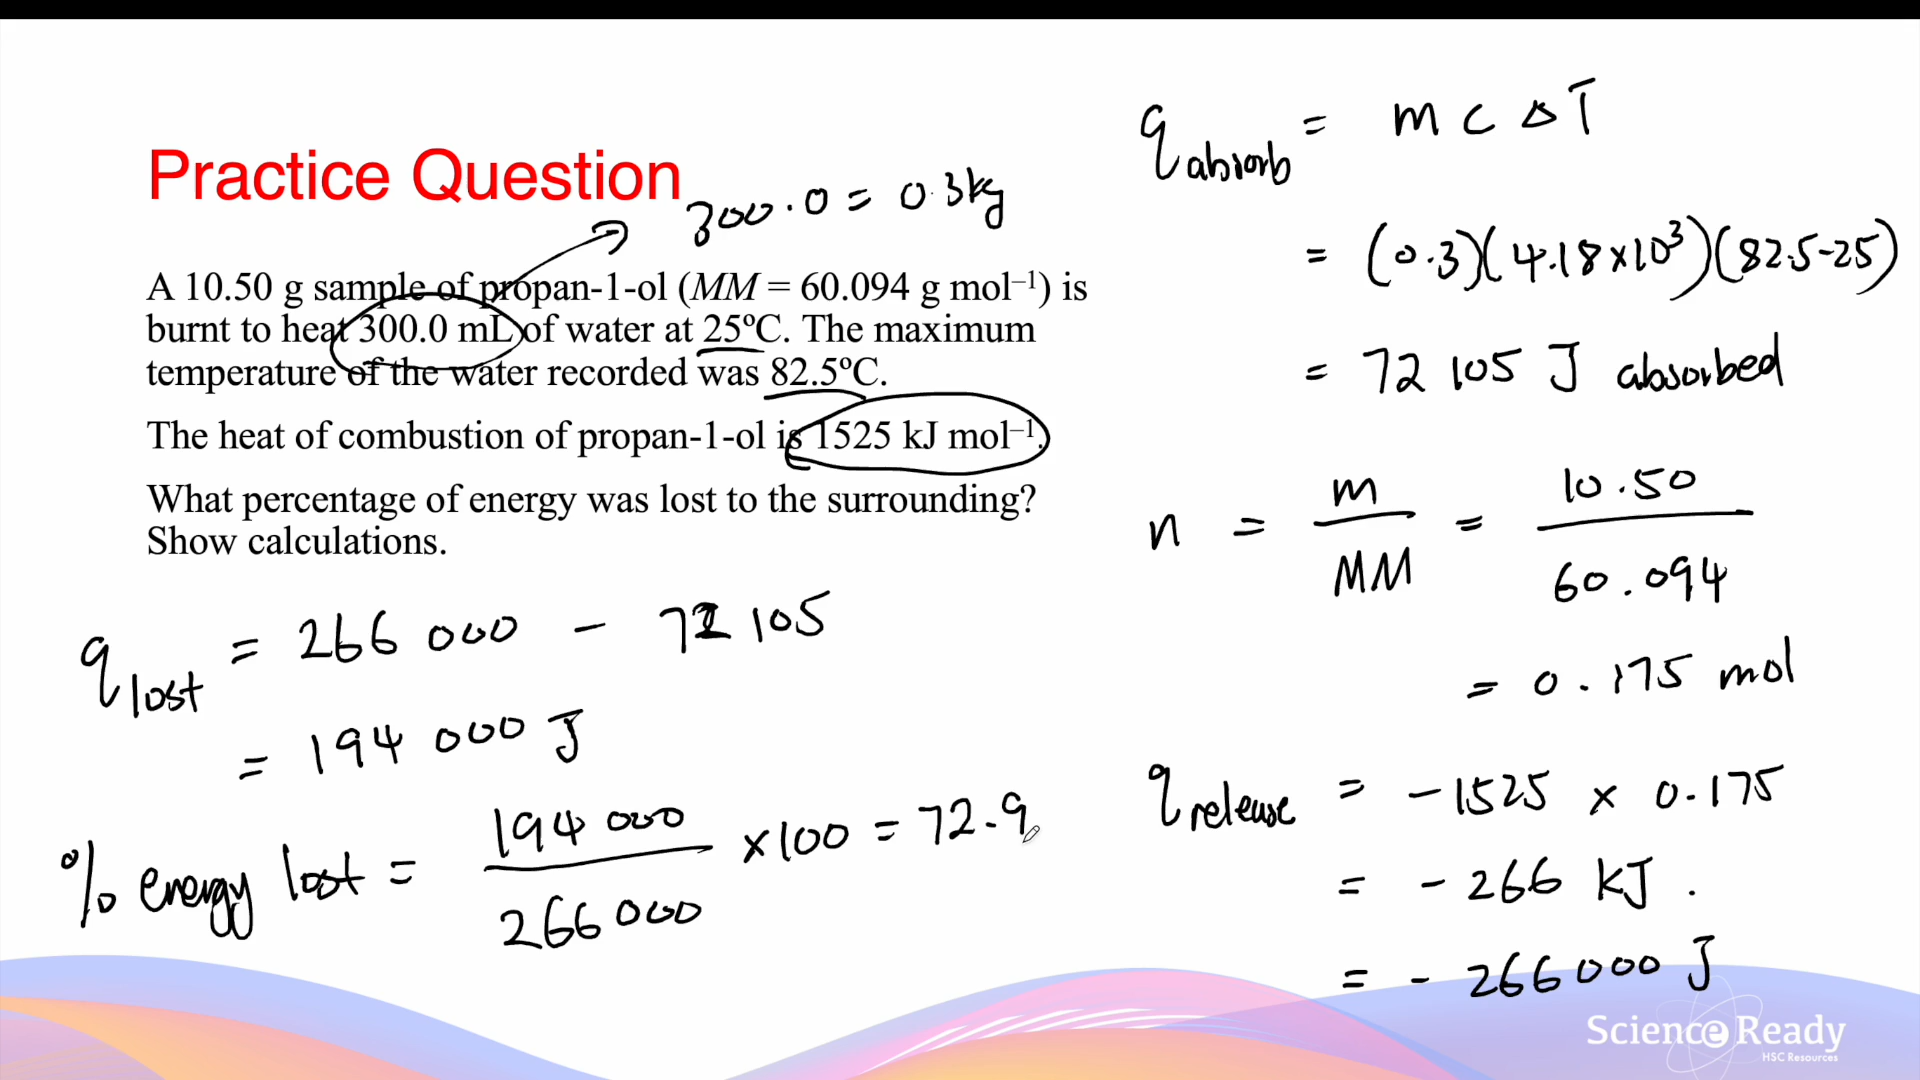 Practice Question
300.0 = 0.3kg
A 10.50 g sample of propan-1-ol (MM = 60.094 g mol⁻¹) is
burnt to heat 300.0 mL of water at 25ºC. The maximum
temperature of the water recorded was 82.5ºC.
The heat of combustion of propan-1-ol is 1525 kJ mol⁻¹.
What percentage of energy was lost to the surrounding?
Show calculations.
q lost = 266 000 - 72 105
= 194 000 J
% energy lost = 194 000 / 266 000 × 100 = 72.9
q absorb = m c Δ T
= (0.3)(4.18×10³)(82.5-25)
= 72 105 J absorbed
n = m / MM = 10.50 / 60.094
= 0.175 mol
q release = -1525 × 0.175
= -266 kJ.
= -266 000 J
Science Ready
HSC Resources